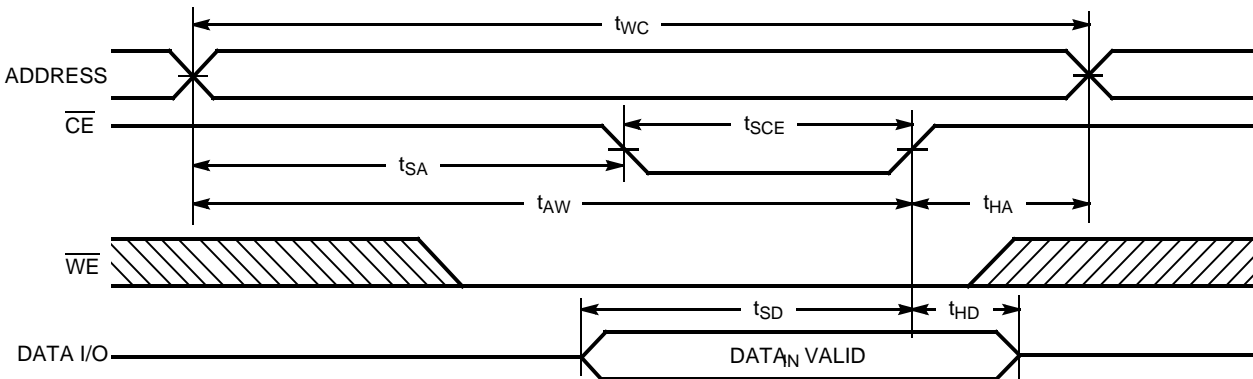 tWC
ADDRESS
CE
tSCE
tSA
tAW
tHA
WE
tSD
tHD
DATA I/O
DATAIN VALID